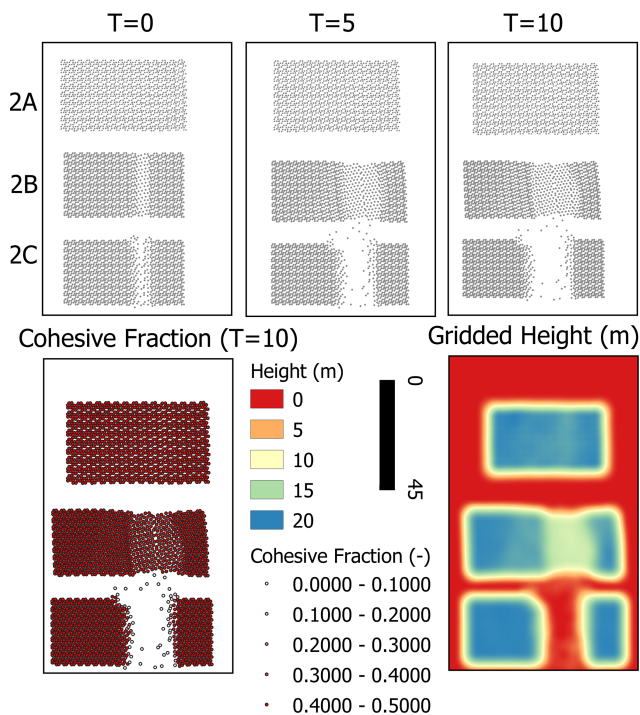 T=0 T=5 T=10
2A
2B
2C
Cohesive Fraction (T=10)
Gridded Height (m)
Height (m)
0
5
10
15
20
0
45
Cohesive Fraction (-)
0.0000 - 0.1000
0.1000 - 0.2000
0.2000 - 0.3000
0.3000 - 0.4000
0.4000 - 0.5000